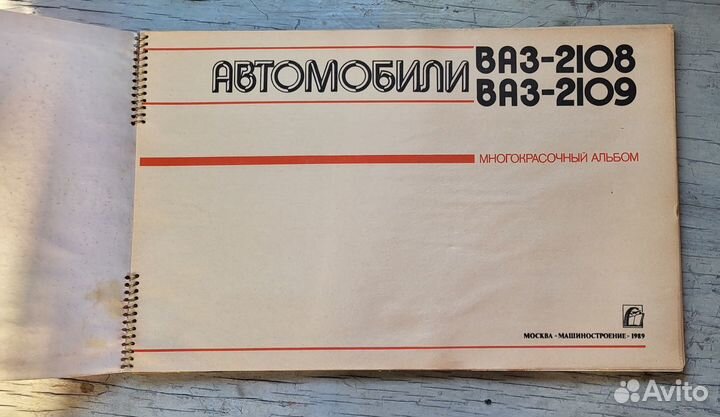 АВТОМОБИЛИ
ВАЗ-2108
ВАЗ-2109
МНОГОКРАСОЧНЫЙ АЛЬБОМ
МОСКВА «МАШИНОСТРОЕНИЕ» 1989
Avito